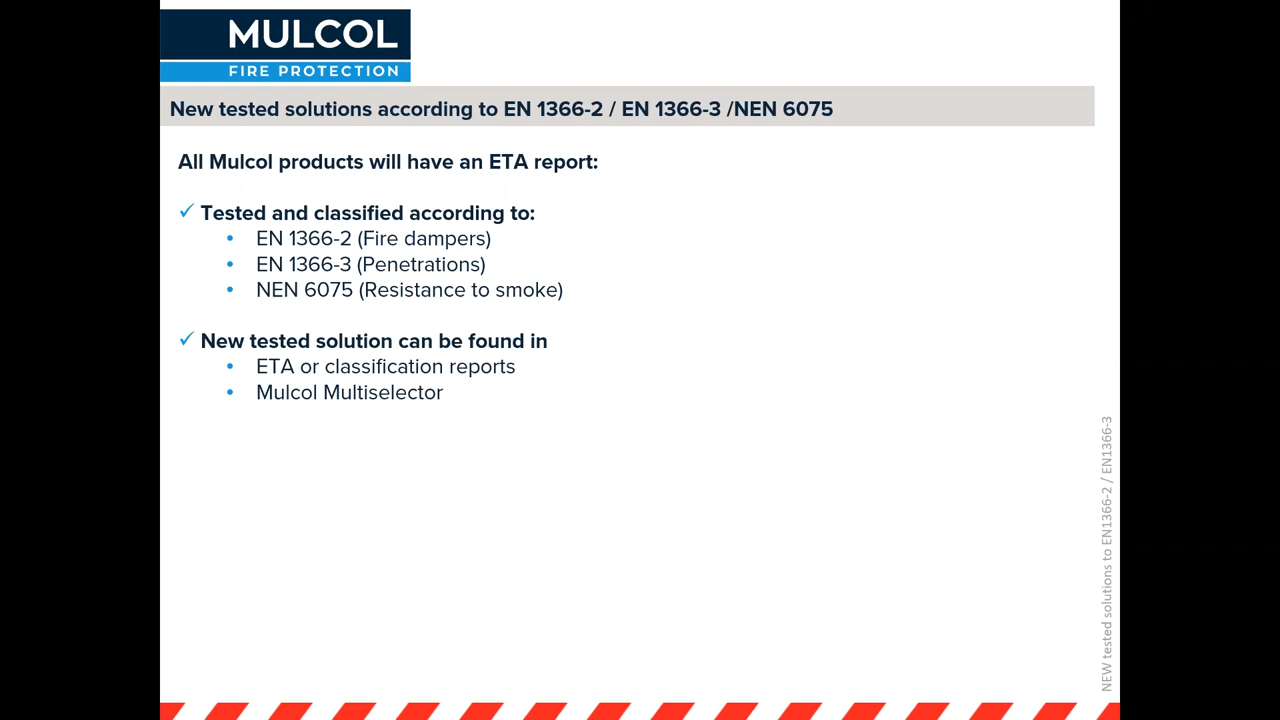 MULCOL
FIRE PROTECTION
New tested solutions according to EN 1366-2 / EN 1366-3 /NEN 6075
All Mulcol products will have an ETA report:
✓ Tested and classified according to:
• EN 1366-2 (Fire dampers)
• EN 1366-3 (Penetrations)
• NEN 6075 (Resistance to smoke)
✓ New tested solution can be found in
• ETA or classification reports
• Mulcol Multiselector
NEW tested solutions to EN1366-2 / EN1366-3